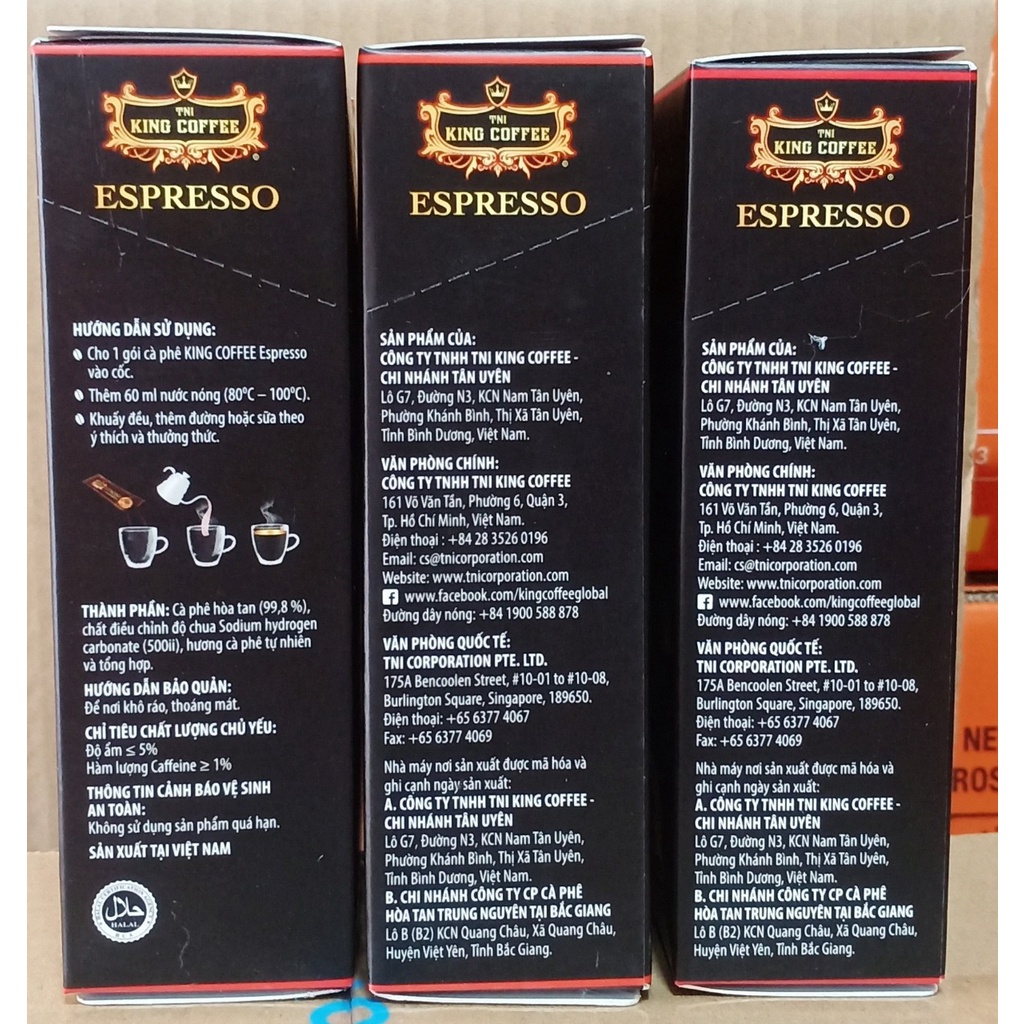 TNI
KING COFFEE
ESPRESSO
HƯỚNG DẪN SỬ DỤNG:
Cho 1 gói cà phê KING COFFEE Espresso
vào cốc.
Thêm 60 ml nước nóng (80°C – 100°C).
Khuấy đều, thêm đường hoặc sữa theo
ý thích và thưởng thức.
THÀNH PHẦN: Cà phê hòa tan (99,8 %),
chất điều chỉnh độ chua Sodium hydrogen
carbonate (500ii), hương cà phê tự nhiên
và tổng hợp.
HƯỚNG DẪN BẢO QUẢN:
Để nơi khô ráo, thoáng mát.
CHỈ TIÊU CHẤT LƯỢNG CHỦ YẾU:
Độ ẩm ≤ 5%
Hàm lượng Caffeine ≥ 1%
THÔNG TIN CẢNH BÁO VỆ SINH
AN TOÀN:
Không sử dụng sản phẩm quá hạn.
SẢN XUẤT TẠI VIỆT NAM
حلال
HALAL
TNI
KING COFFEE
ESPRESSO
SẢN PHẨM CỦA:
CÔNG TY TNHH TNI KING COFFEE -
CHI NHÁNH TÂN UYÊN
Lô G7, Đường N3, KCN Nam Tân Uyên,
Phường Khánh Bình, Thị Xã Tân Uyên,
Tỉnh Bình Dương, Việt Nam.
VĂN PHÒNG CHÍNH:
CÔNG TY TNHH TNI KING COFFEE
161 Võ Văn Tần, Phường 6, Quận 3,
Tp. Hồ Chí Minh, Việt Nam.
Điện thoại : +84 28 3526 0196
Email: cs@tnicorporation.com
Website: www.tnicorporation.com
www.facebook.com/kingcoffeeglobal
Đường dây nóng: +84 1900 588 878
VĂN PHÒNG QUỐC TẾ:
TNI CORPORATION PTE. LTD.
175A Bencoolen Street, #10-01 to #10-08,
Burlington Square, Singapore, 189650.
Điện thoại: +65 6377 4067
Fax: +65 6377 4069
Nhà máy nơi sản xuất được mã hóa và
ghi cạnh ngày sản xuất:
A. CÔNG TY TNHH TNI KING COFFEE -
CHI NHÁNH TÂN UYÊN
Lô G7, Đường N3, KCN Nam Tân Uyên,
Phường Khánh Bình, Thị Xã Tân Uyên,
Tỉnh Bình Dương, Việt Nam.
B. CHI NHÁNH CÔNG TY CP CÀ PHÊ
HÒA TAN TRUNG NGUYÊN TẠI BẮC GIANG
Lô B (B2) KCN Quang Châu, Xã Quang Châu,
Huyện Việt Yên, Tỉnh Bắc Giang.
TNI
KING COFFEE
ESPRESSO
SẢN PHẨM CỦA:
CÔNG TY TNHH TNI KING COFFEE -
CHI NHÁNH TÂN UYÊN
Lô G7, Đường N3, KCN Nam Tân Uyên,
Phường Khánh Bình, Thị Xã Tân Uyên,
Tỉnh Bình Dương, Việt Nam.
VĂN PHÒNG CHÍNH:
CÔNG TY TNHH TNI KING COFFEE
161 Võ Văn Tần, Phường 6, Quận 3,
Tp. Hồ Chí Minh, Việt Nam.
Điện thoại : +84 28 3526 0196
Email: cs@tnicorporation.com
Website: www.tnicorporation.com
www.facebook.com/kingcoffeeglobal
Đường dây nóng: +84 1900 588 878
VĂN PHÒNG QUỐC TẾ:
TNI CORPORATION PTE. LTD.
175A Bencoolen Street, #10-01 to #10-08,
Burlington Square, Singapore, 189650.
Điện thoại: +65 6377 4067
Fax: +65 6377 4069
Nhà máy nơi sản xuất được mã hóa và
ghi cạnh ngày sản xuất:
A. CÔNG TY TNHH TNI KING COFFEE -
CHI NHÁNH TÂN UYÊN
Lô G7, Đường N3, KCN Nam Tân Uyên,
Phường Khánh Bình, Thị Xã Tân Uyên,
Tỉnh Bình Dương, Việt Nam.
B. CHI NHÁNH CÔNG TY CP CÀ PHÊ
HÒA TAN TRUNG NGUYÊN TẠI BẮC GIANG
Lô B (B2) KCN Quang Châu, Xã Quang Châu,
Huyện Việt Yên, Tỉnh Bắc Giang.
3
NE
ROS